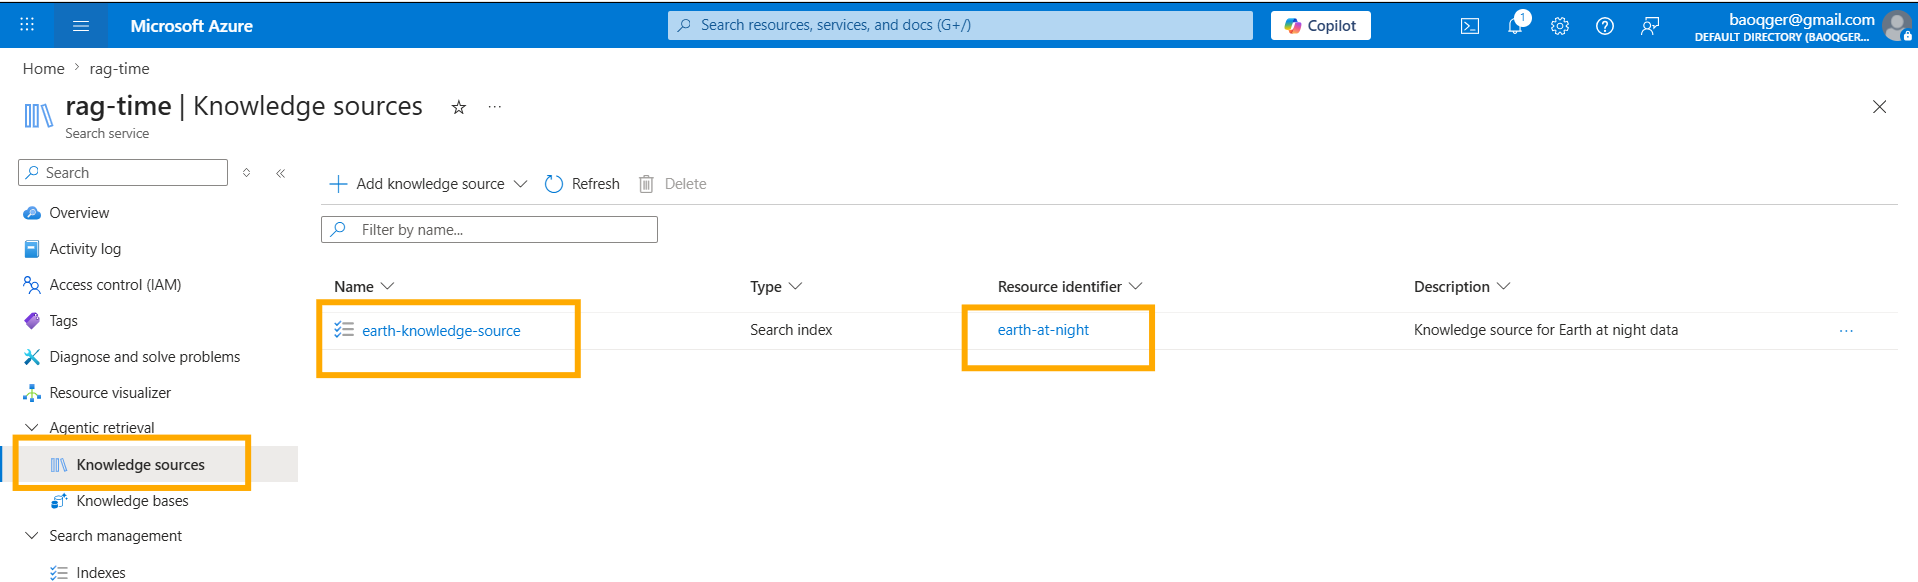 Microsoft Azure
Search resources, services, and docs (G+/)
Copilot
1
baoqger@gmail.com
DEFAULT DIRECTORY (BAOQGER...
Home > rag-time
rag-time | Knowledge sources
Search service
Search
Overview
Activity log
Access control (IAM)
Tags
Diagnose and solve problems
Resource visualizer
Agentic retrieval
Knowledge sources
Knowledge bases
Search management
Indexes
Add knowledge source
Refresh
Delete
Filter by name...
Name
Type
Resource identifier
Description
earth-knowledge-source
Search index
earth-at-night
Knowledge source for Earth at night data